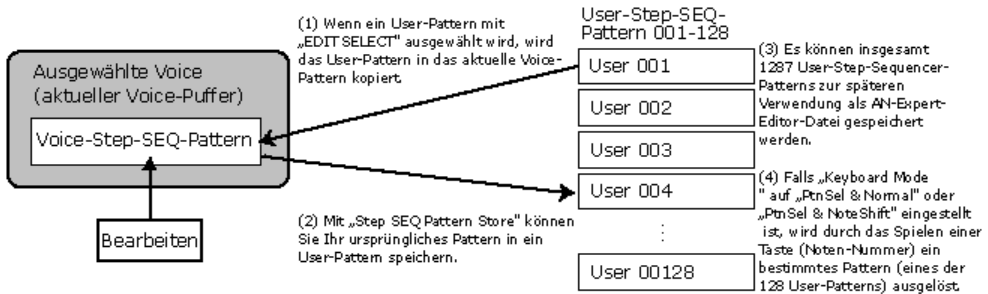 (1) Wenn ein User-Pattern mit
„EDIT SELECT" ausgewählt wird, wird
das User-Pattern in das aktuelle Voice-
Pattern kopiert.
User-Step-SEQ-
Pattern 001-128
Ausgewählte Voice
(aktueller Voice-Puffer)
Voice-Step-SEQ-Pattern
Bearbeiten
(2) Mit „Step SEQ Pattern Store" können
Sie Ihr ursprüngliches Pattern in ein
User-Pattern speichern.
User 001
User 002
User 003
User 004
⋮
User 00128
(3) Es können insgesamt
1287 User-Step-Sequencer-
Patterns zur späteren
Verwendung als AN-Expert-
Editor-Datei gespeichert
werden.
(4) Falls „Keyboard Mode
" auf „PtnSel & Normal" oder
„PtnSel & NoteShift" eingestellt
ist, wird durch das Spielen einer
Taste (Noten-Nummer) ein
bestimmtes Pattern (eines der
128 User-Patterns) ausgelöst.